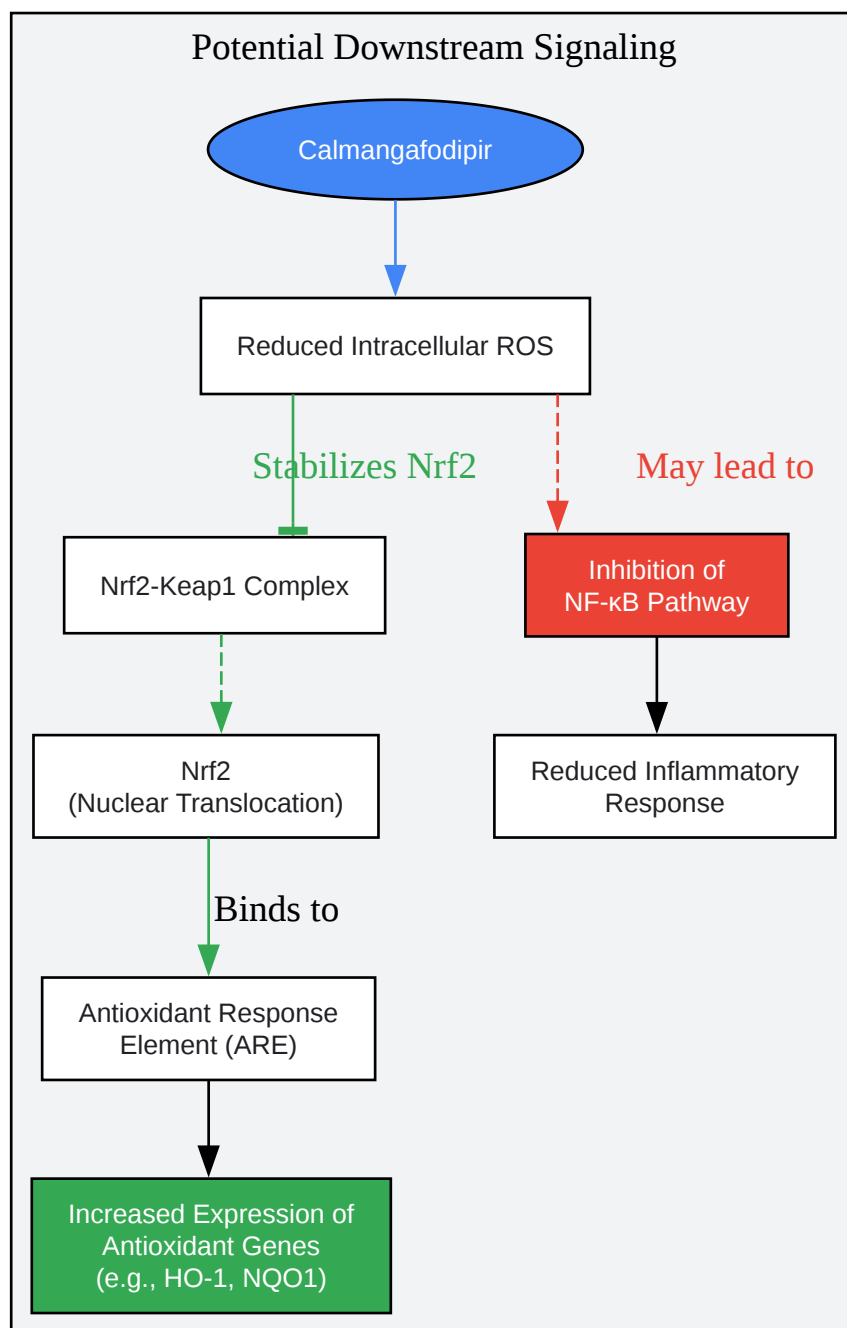 Potential Downstream Signaling
Calmangafodipir
Reduced Intracellular ROS
Stabilizes Nrf2
May lead to
Nrf2-Keap1 Complex
Inhibition of
NF-κB Pathway
Nrf2
(Nuclear Translocation)
Reduced Inflammatory
Response
Binds to
Antioxidant Response
Element (ARE)
Increased Expression of
Antioxidant Genes
(e.g., HO-1, NQO1)